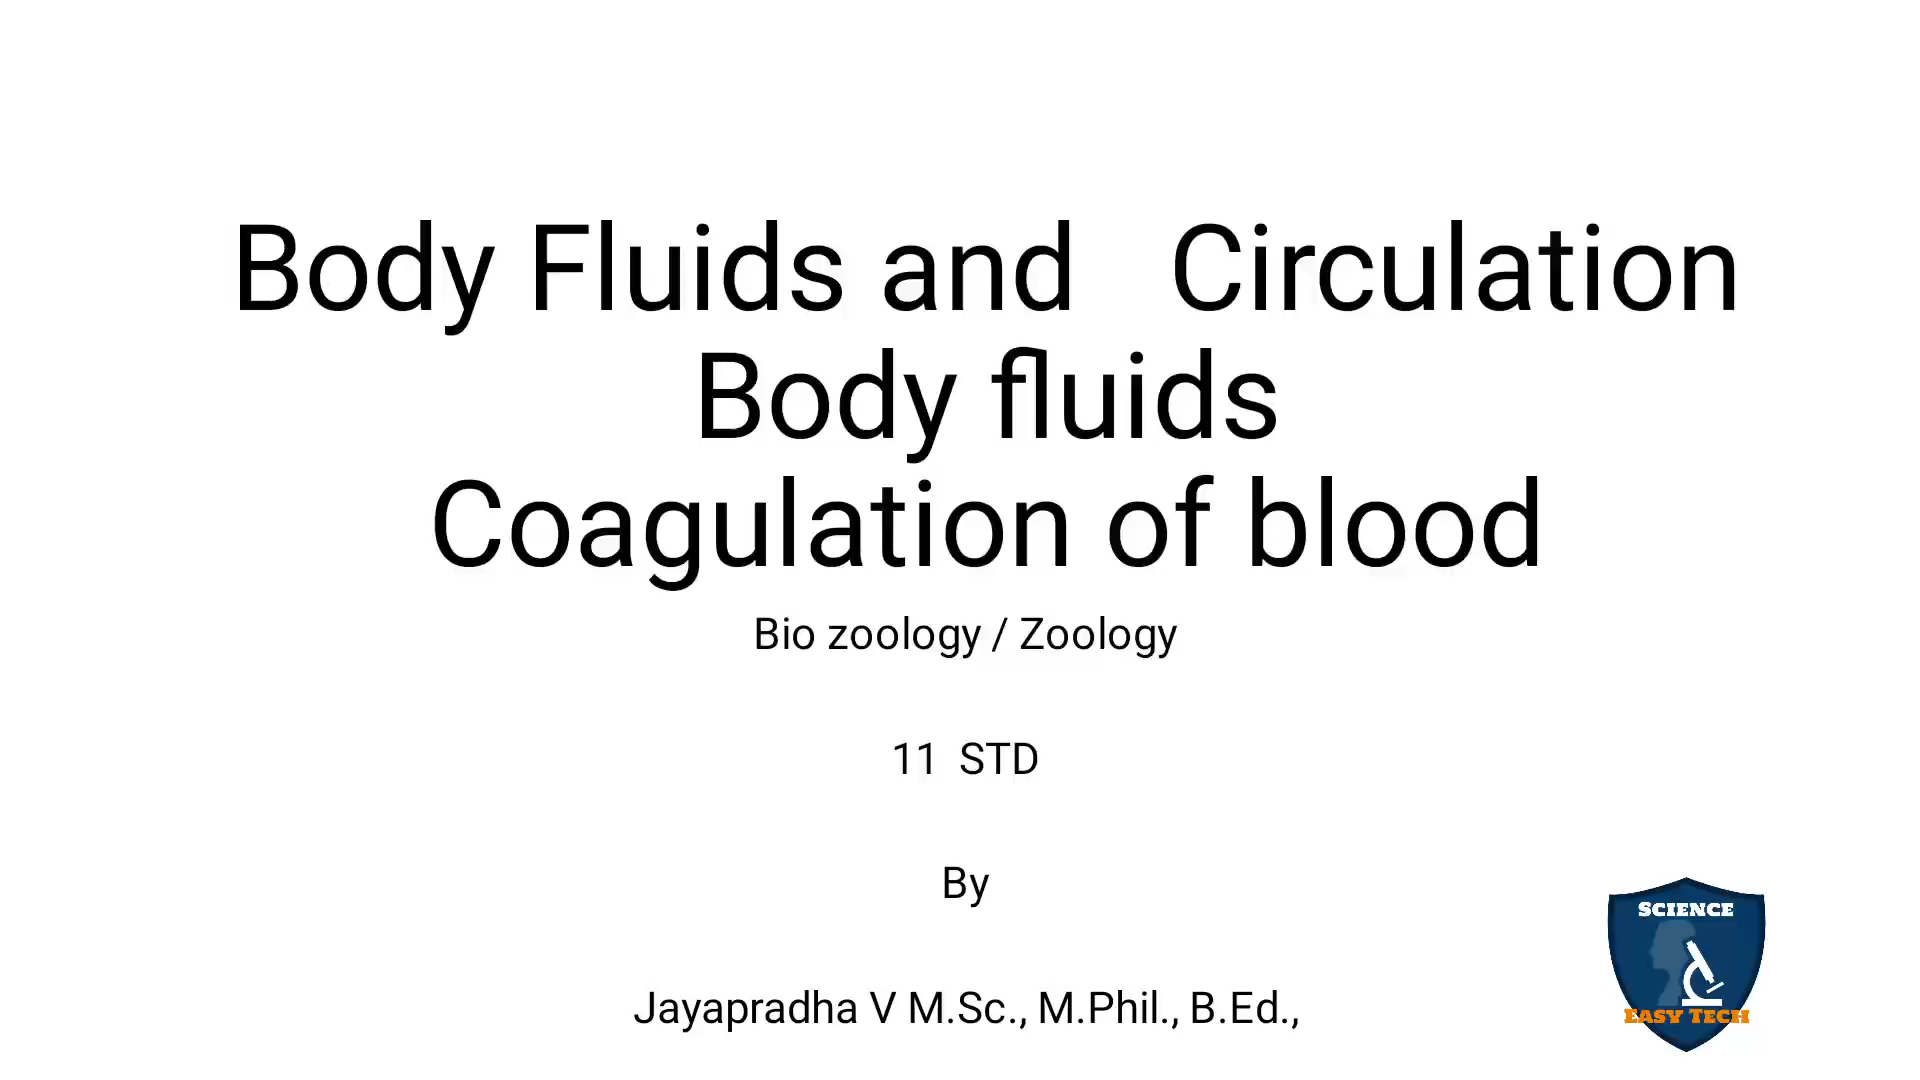 Body Fluids and   Circulation
Body fluids
Coagulation of blood
Bio zoology / Zoology
11  STD
By
Jayapradha V M.Sc., M.Phil., B.Ed.,
SCIENCE
EASY TECH